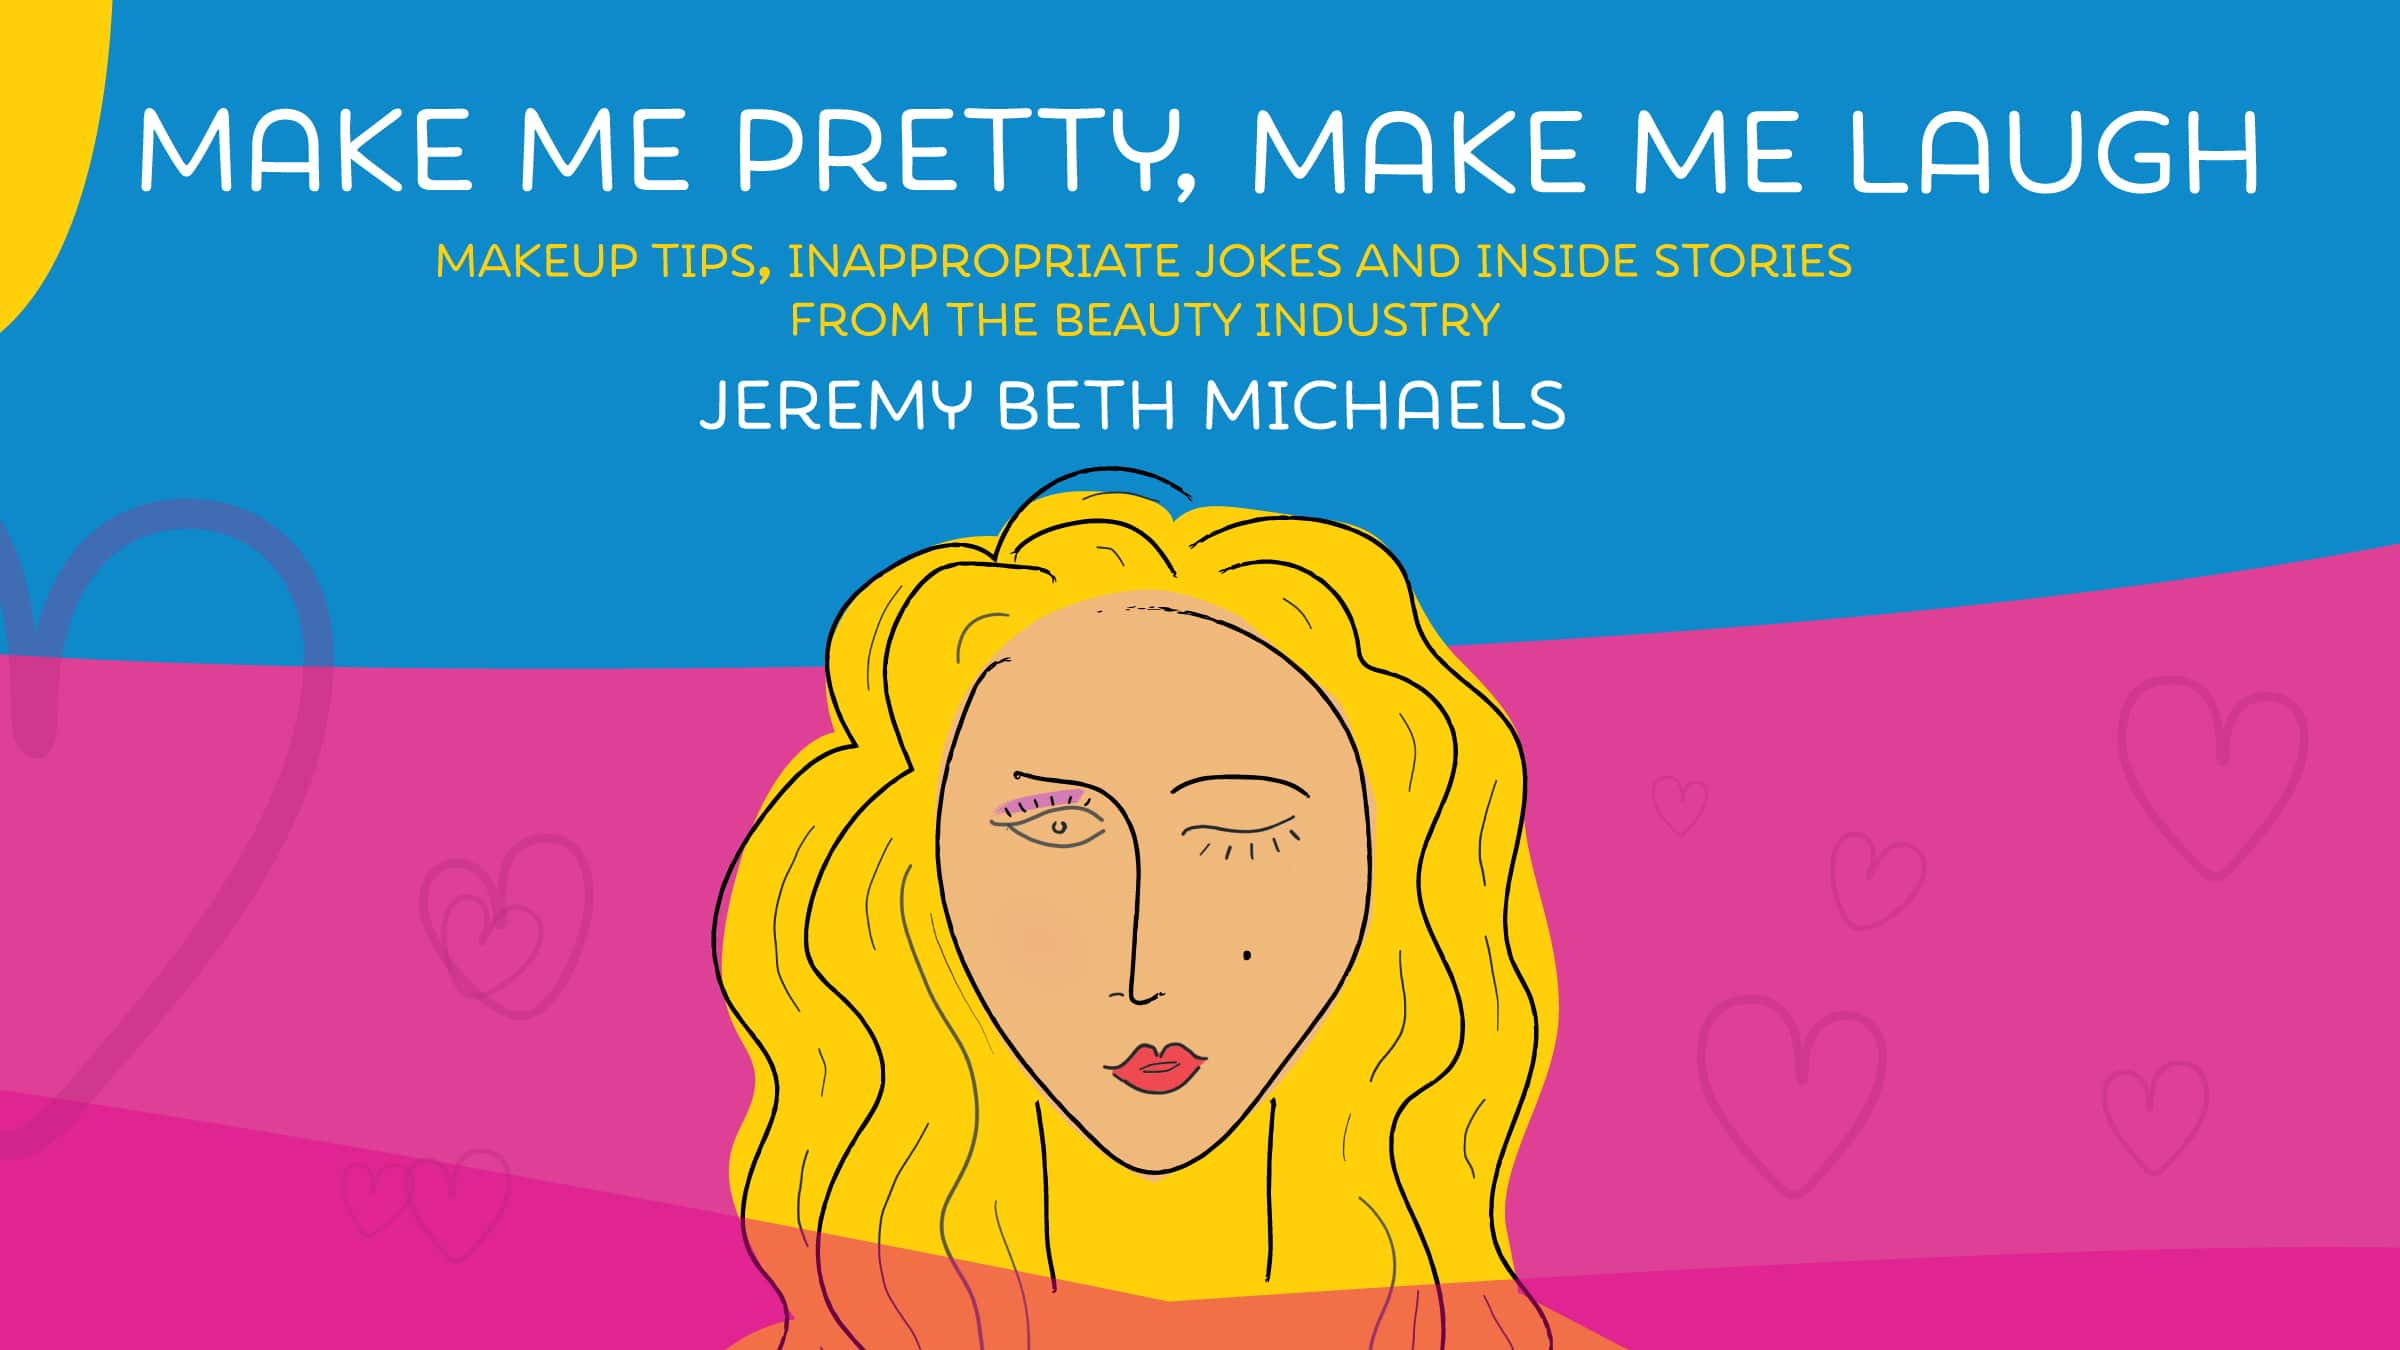 MAKE ME PRETTY, MAKE ME LAUGH
MAKEUP TIPS, INAPPROPRIATE JOKES AND INSIDE STORIES
FROM THE BEAUTY INDUSTRY
JEREMY BETH MICHAELS